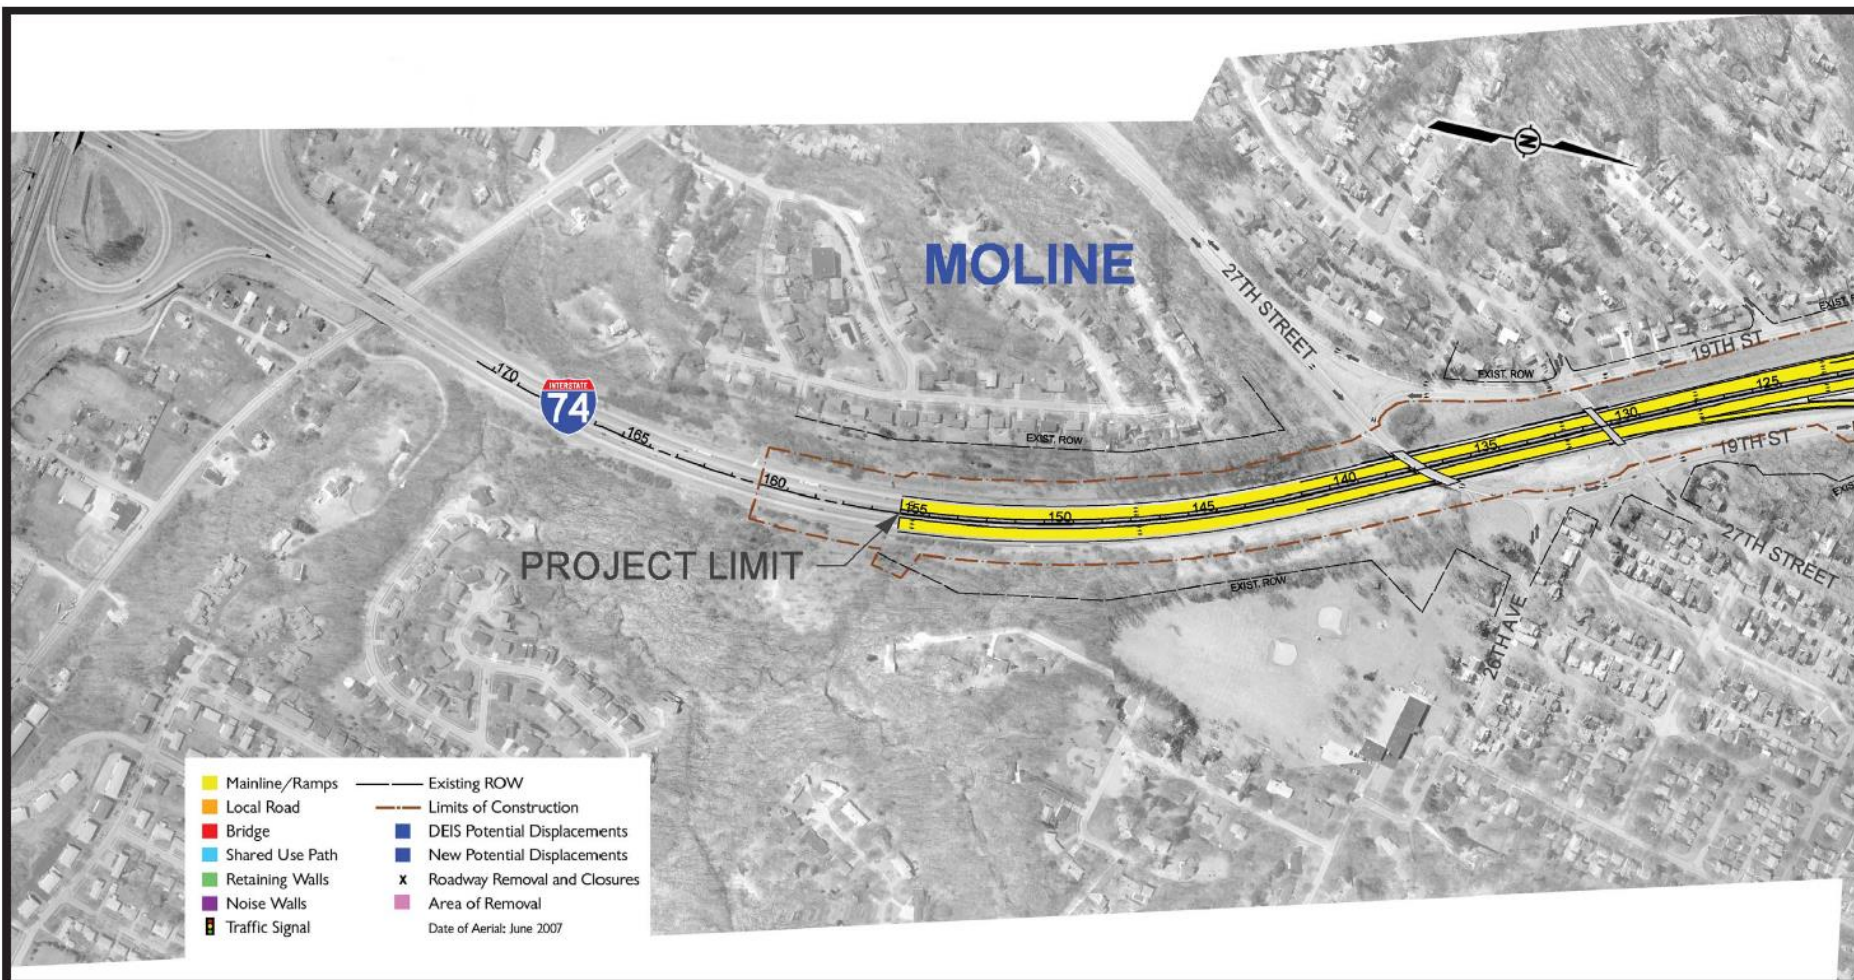 MOLINE
N
27TH STREET
19TH ST
EXIST. ROW
125
130
135
19TH ST
140
145
150
155
160
165
170
INTERSTATE
74
EXIST. ROW
PROJECT LIMIT
EXIST. ROW
26TH AVE
27TH STREET
Mainline/Ramps
Local Road
Bridge
Shared Use Path
Retaining Walls
Noise Walls
Traffic Signal
Existing ROW
Limits of Construction
DEIS Potential Displacements
New Potential Displacements
X Roadway Removal and Closures
Area of Removal
Date of Aerial: June 2007